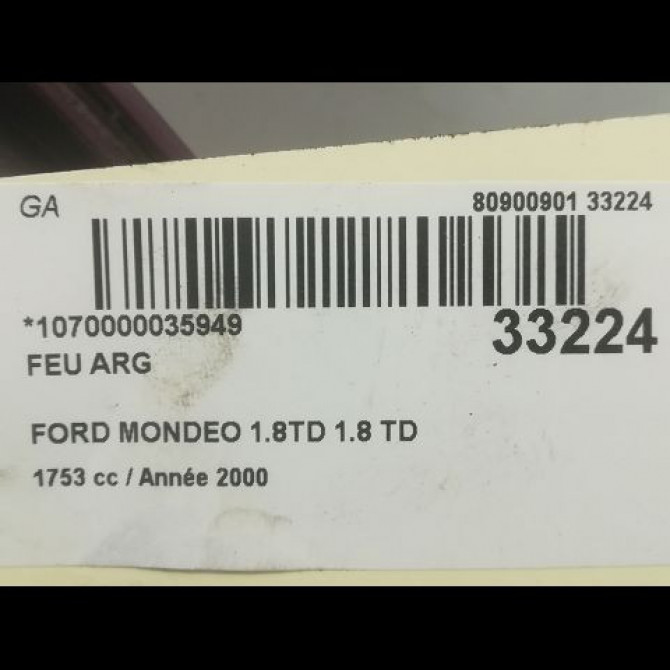 GA
80900901 33224
*1070000035949
33224
FEU ARG
FORD MONDEO 1.8TD 1.8 TD
1753 cc / Année 2000